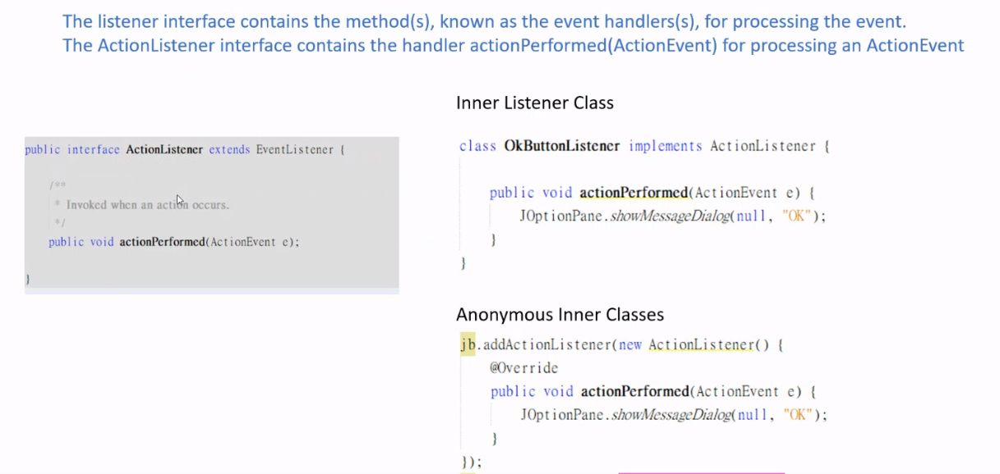 The listener interface contains the method(s), known as the event handlers(s), for processing the event.
The ActionListener interface contains the handler actionPerformed(ActionEvent) for processing an ActionEvent
public interface ActionListener extends EventListener {
/**
* Invoked when an action occurs.
*/
public void actionPerformed(ActionEvent e);
}
Inner Listener Class
class OkButtonListener implements ActionListener {
public void actionPerformed(ActionEvent e) {
JOptionPane.showMessageDialog(null, "OK");
}
}
Anonymous Inner Classes
jb.addActionListener(new ActionListener() {
@Override
public void actionPerformed(ActionEvent e) {
JOptionPane.showMessageDialog(null, "OK");
}
});